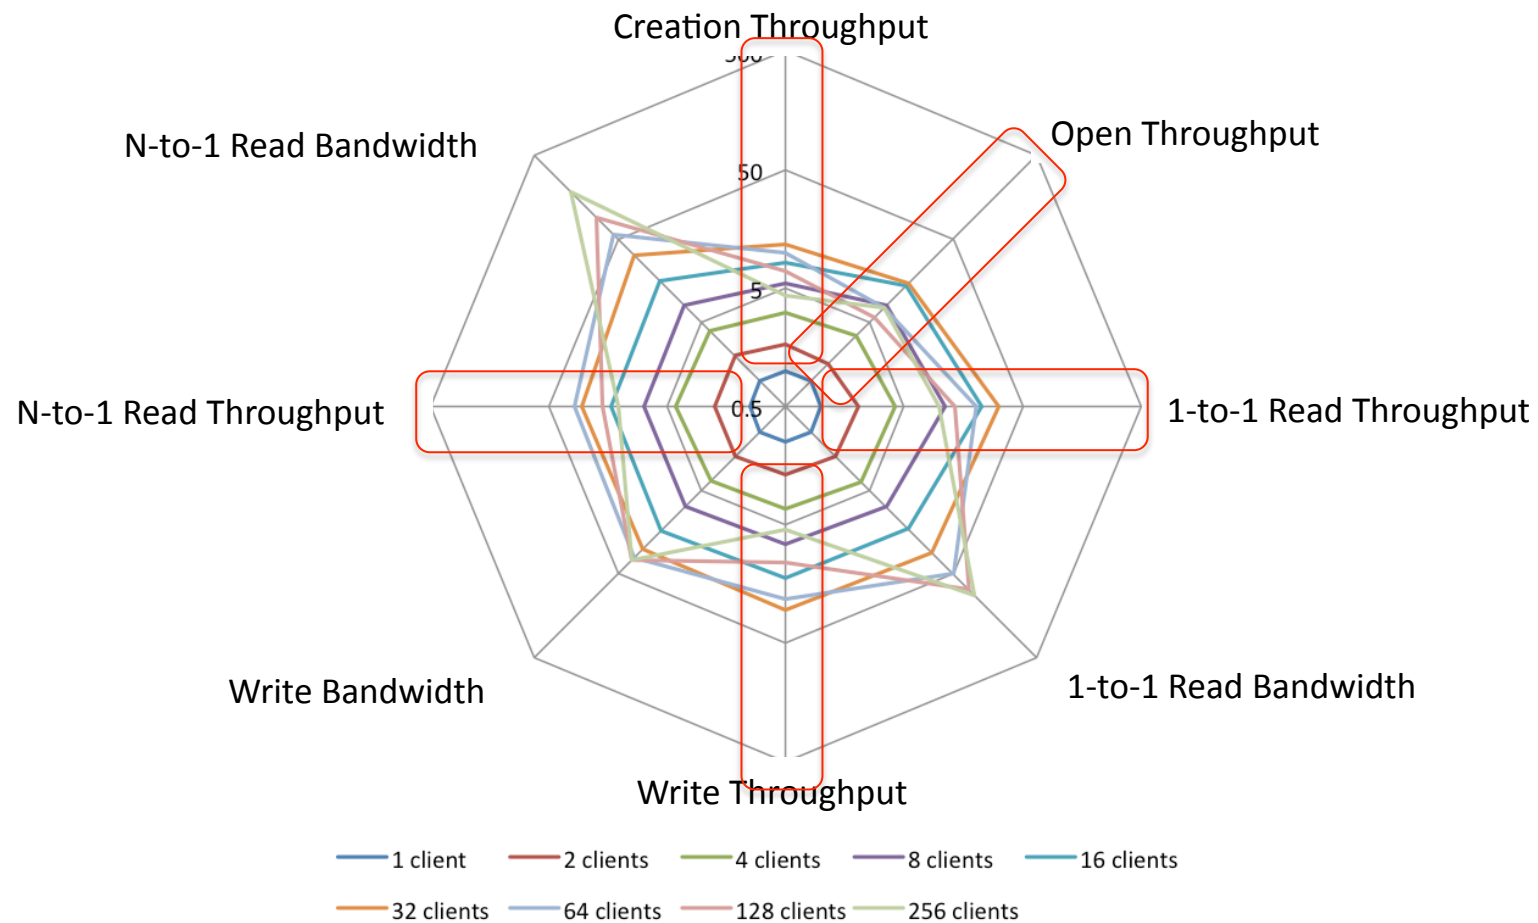 Creation Throughput
Open Throughput
N-to-1 Read Bandwidth
50
5
0.5
N-to-1 Read Throughput
1-to-1 Read Throughput
Write Bandwidth
1-to-1 Read Bandwidth
Write Throughput
1 client
2 clients
4 clients
8 clients
16 clients
32 clients
64 clients
128 clients
256 clients